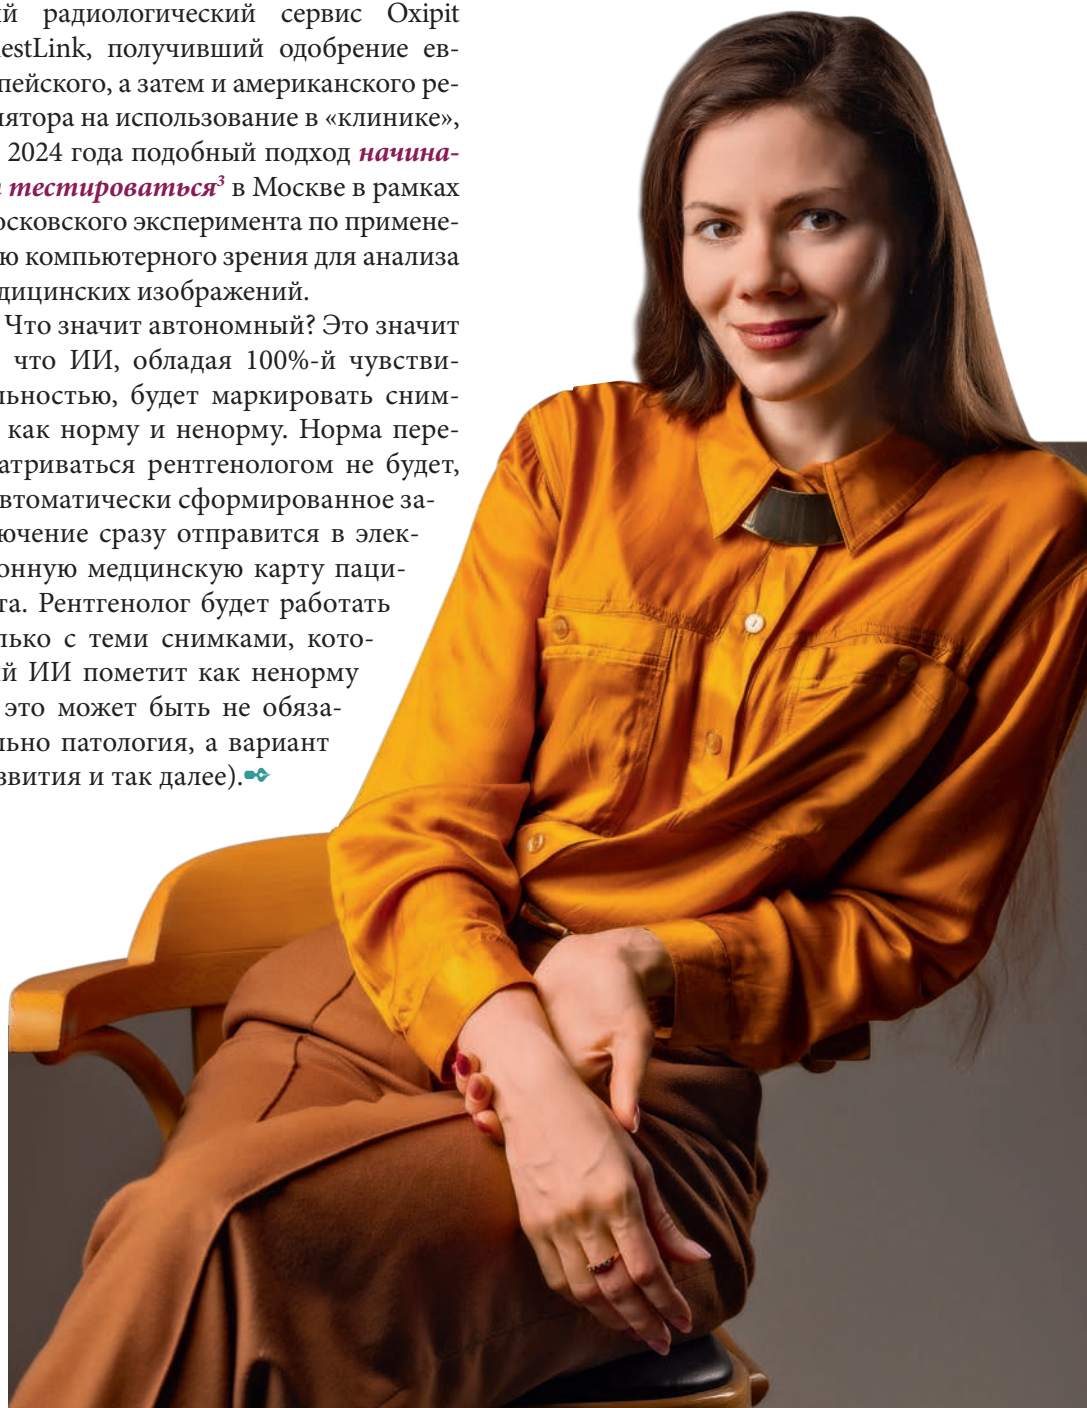 й радиологический сервис Oxipit
estLink, получивший одобрение ев-
пейского, а затем и американского ре-
лятора на использование в «клинике»,
2024 года подобный подход начина-
тестироваться³ в Москве в рамках
осковского эксперимента по примене-
ю компьютерного зрения для анализа
дицинских изображений.
Что значит автономный? Это значит
что ИИ, обладая 100%-й чувстви-
льностью, будет маркировать сним-
как норму и ненорму. Норма пере-
атриваться рентгенологом не будет,
втоматически сформированное за-
ючение сразу отправится в элек-
онную медцинскую карту паци-
та. Рентгенолог будет работать
лько с теми снимками, кото-
й ИИ пометит как ненорму
это может быть не обяза-
льно патология, а вариант
звития и так далее).